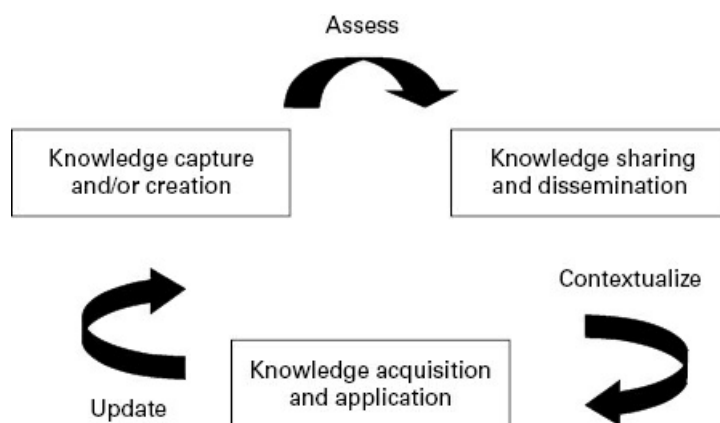 Assess
Knowledge capture
and/or creation
Knowledge sharing
and dissemination
Contextualize
Knowledge acquisition
and application
Update